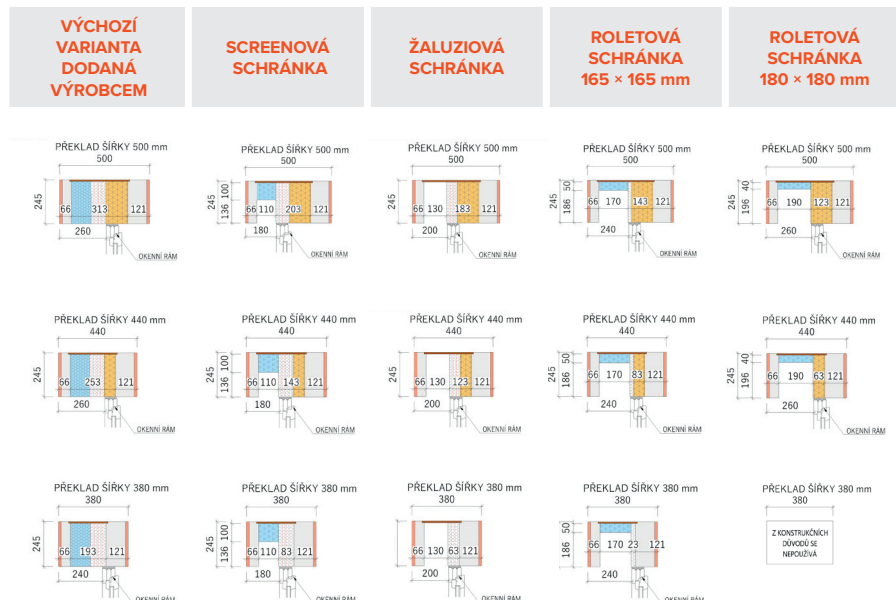 VÝCHOZÍ
VARIANTA
DODANÁ
VÝROBCEM
SCREENOVÁ
SCHRÁNKA
ŽALUZIOVÁ
SCHRÁNKA
ROLETOVÁ
SCHRÁNKA
165 × 165 mm
ROLETOVÁ
SCHRÁNKA
180 × 180 mm
PŘEKLAD ŠÍŘKY 500 mm
500
245
66 313 121
260
OKENNÍ RÁM
PŘEKLAD ŠÍŘKY 500 mm
500
245
100
136
66 110 203 121
180
OKENNÍ RÁM
PŘEKLAD ŠÍŘKY 500 mm
500
245
66 130 183 121
200
OKENNÍ RÁM
PŘEKLAD ŠÍŘKY 500 mm
500
245
50
186
66 170 143 121
240
OKENNÍ RÁM
PŘEKLAD ŠÍŘKY 500 mm
500
245
40
196
66 190 123 121
260
OKENNÍ RÁM
PŘEKLAD ŠÍŘKY 440 mm
440
245
66 253 121
260
OKENNÍ RÁM
PŘEKLAD ŠÍŘKY 440 mm
440
245
100
136
66 110 143 121
180
OKENNÍ RÁM
PŘEKLAD ŠÍŘKY 440 mm
440
245
66 130 123 121
200
OKENNÍ RÁM
PŘEKLAD ŠÍŘKY 440 mm
440
245
50
186
66 170 83 121
240
OKENNÍ RÁM
PŘEKLAD ŠÍŘKY 440 mm
440
245
40
196
66 190 63 121
260
OKENNÍ RÁM
PŘEKLAD ŠÍŘKY 380 mm
380
245
66 193 121
240
OKENNÍ RÁM
PŘEKLAD ŠÍŘKY 380 mm
380
245
100
136
66 110 83 121
180
OKENNÍ RÁM
PŘEKLAD ŠÍŘKY 380 mm
380
245
66 130 63 121
200
OKENNÍ RÁM
PŘEKLAD ŠÍŘKY 380 mm
380
245
50
186
66 170 23 121
240
OKENNÍ RÁM
PŘEKLAD ŠÍŘKY 380 mm
380
Z KONSTRUKČNÍCH
DŮVODŮ SE
NEPOUŽÍVÁ